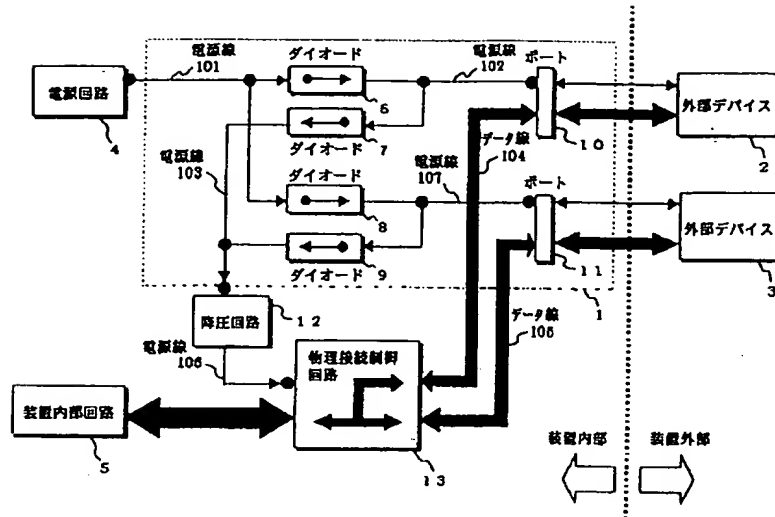 電源線
101
ダイオード
6
電源線
102
ポート
10
電源回路
4
外部デバイス
2
ダイオード
7
電源線
103
データ線
104
ダイオード
8
電源線
107
ポート
11
外部デバイス
3
ダイオード
9
1
降圧回路
12
電源線
106
データ線
105
物理接続制御
回路
13
装置内部回路
5
装置内部
装置外部